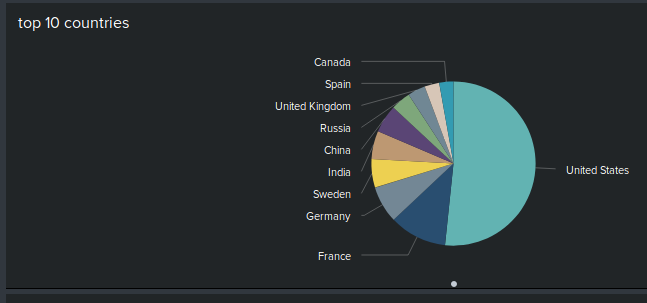 top 10 countries
Canada
Spain
United Kingdom
Russia
China
India
Sweden
Germany
France
United States